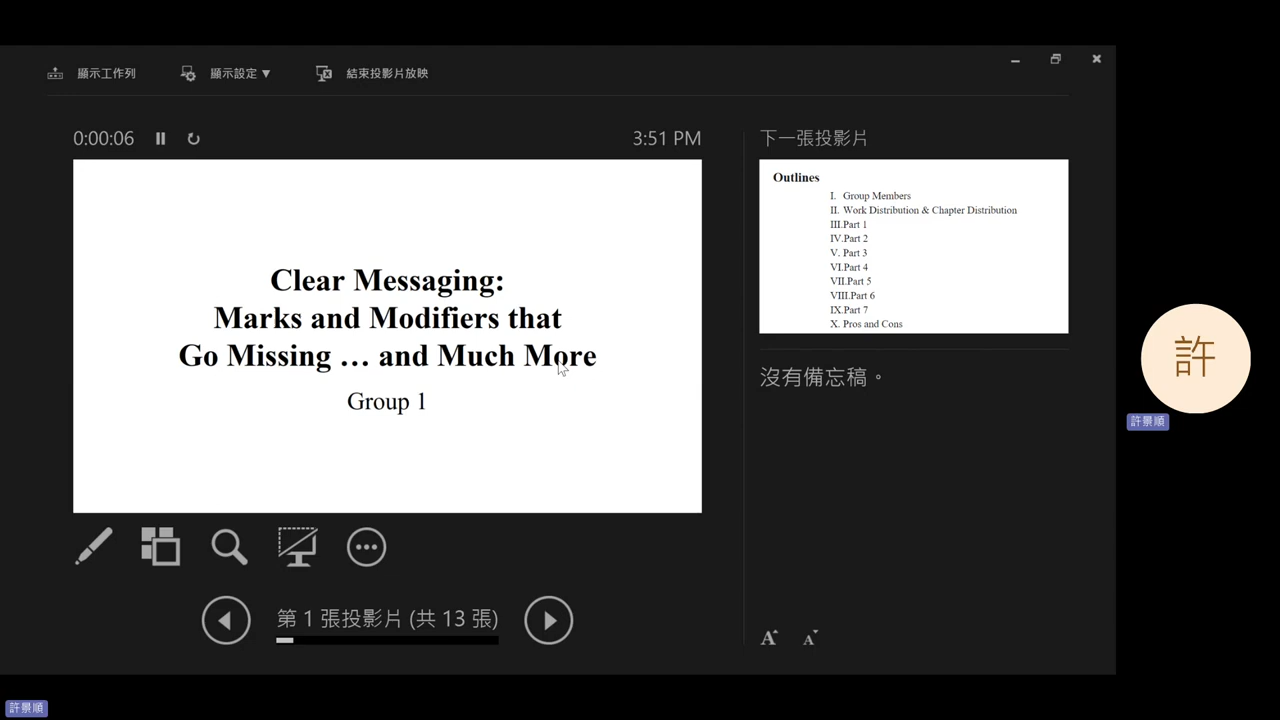 顯示工作列
顯示設定▼
結束投影片放映
0:00:06
3:51 PM
Clear Messaging:
Marks and Modifiers that
Go Missing … and Much More
Group 1
第 1 張投影片 (共 13 張)
下一張投影片
Outlines
I. Group Members
II. Work Distribution & Chapter Distribution
III.Part 1
IV.Part 2
V. Part 3
VI.Part 4
VII.Part 5
VIII.Part 6
IX.Part 7
X. Pros and Cons
沒有備忘稿。
A A
許
許景順
許景順